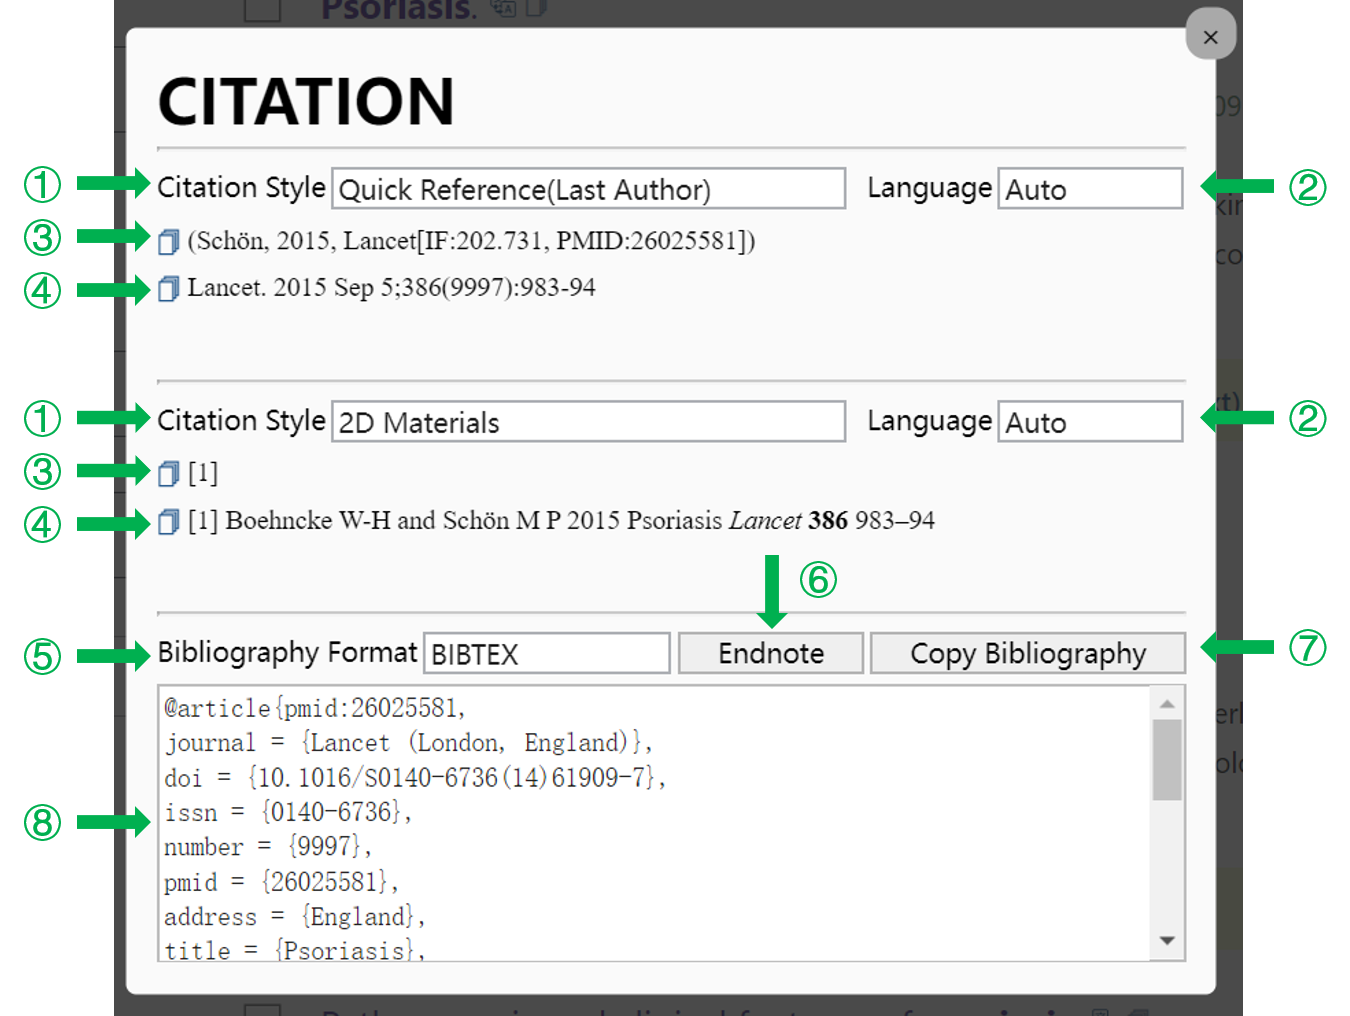 Psoriasis.
CITATION
① Citation Style Quick Reference(Last Author) Language Auto ②
③ (Schön, 2015, Lancet[IF:202.731, PMID:26025581])
④ Lancet. 2015 Sep 5;386(9997):983-94
① Citation Style 2D Materials Language Auto ②
③ [1]
④ [1] Boehncke W-H and Schön M P 2015 Psoriasis Lancet 386 983–94
⑥
⑤ Bibliography Format BIBTEX Endnote Copy Bibliography ⑦
@article{pmid:26025581,
journal = {Lancet (London, England)},
doi = {10.1016/S0140-6736(14)61909-7},
⑧ issn = {0140-6736},
number = {9997},
pmid = {26025581},
address = {England},
title = {Psoriasis},